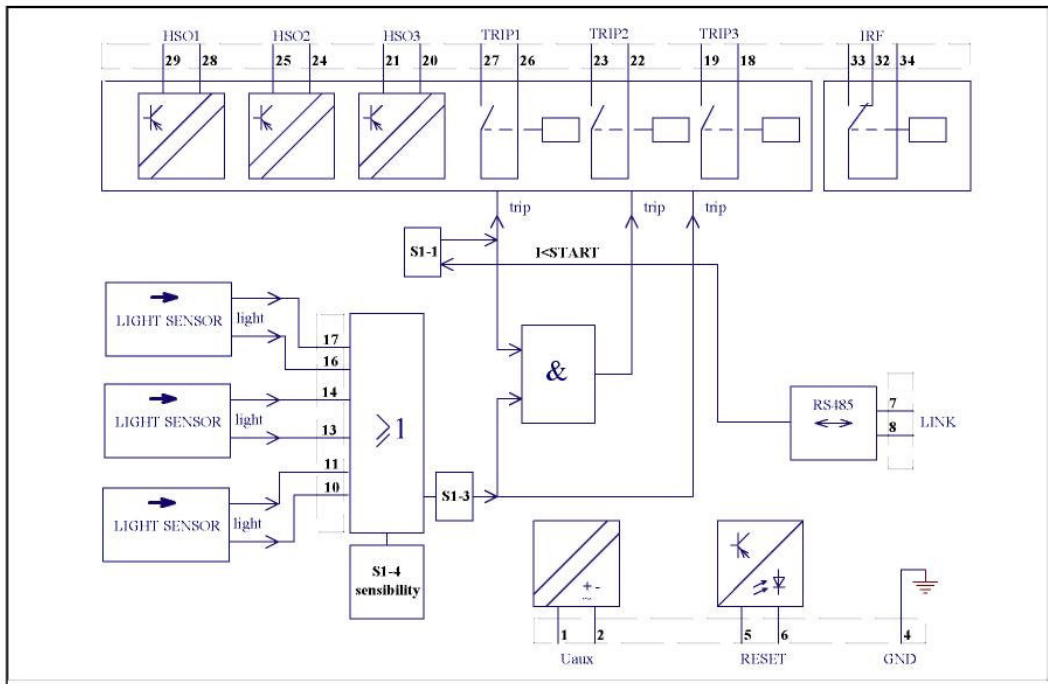 HSO1 HSO2 HSO3 TRIP1 TRIP2 TRIP3 IRF
29 28 25 24 21 20 27 26 23 22 19 18 33 32 34
trip trip trip
S1-1 I<START
LIGHT SENSOR light
17
16
LIGHT SENSOR light
14
13
LIGHT SENSOR light
11
10
≥1
&
S1-3
S1-4
sensibility
RS485
7
8
LINK
+ -
~
1 2
Uaux
5 6
RESET
4
GND